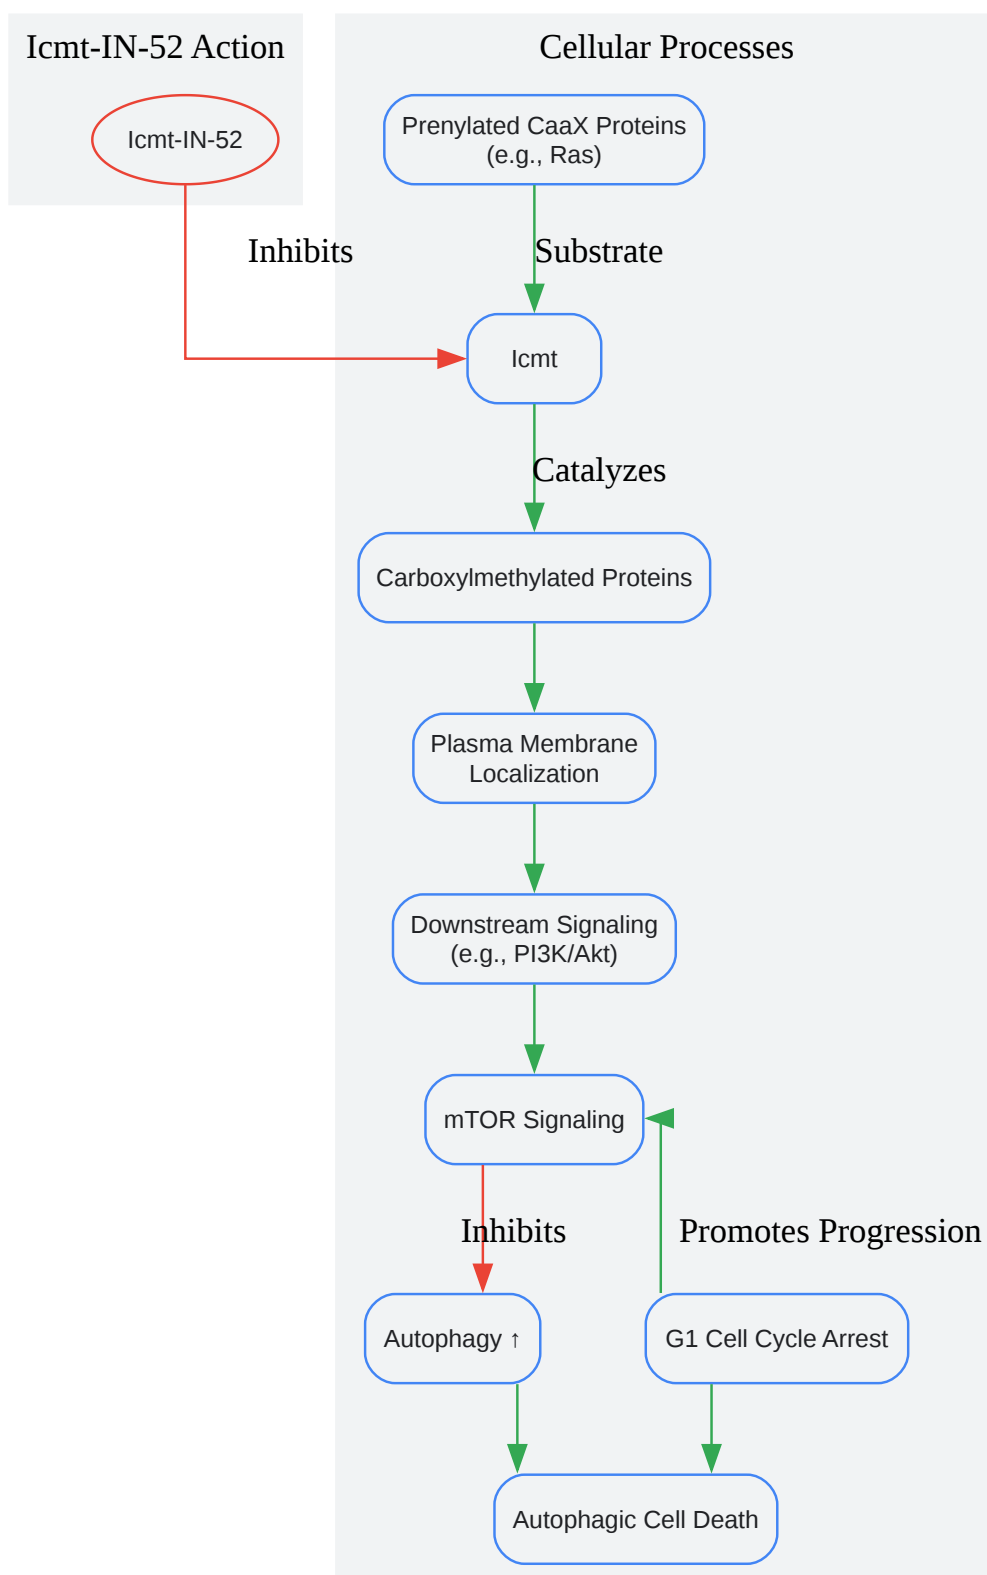 Icmt-IN-52 Action
Cellular Processes
Icmt-IN-52
Prenylated CaaX Proteins
(e.g., Ras)
Inhibits
Substrate
Icmt
Catalyzes
Carboxylmethylated Proteins
Plasma Membrane
Localization
Downstream Signaling
(e.g., PI3K/Akt)
mTOR Signaling
Inhibits
Promotes Progression
Autophagy ↑
G1 Cell Cycle Arrest
Autophagic Cell Death